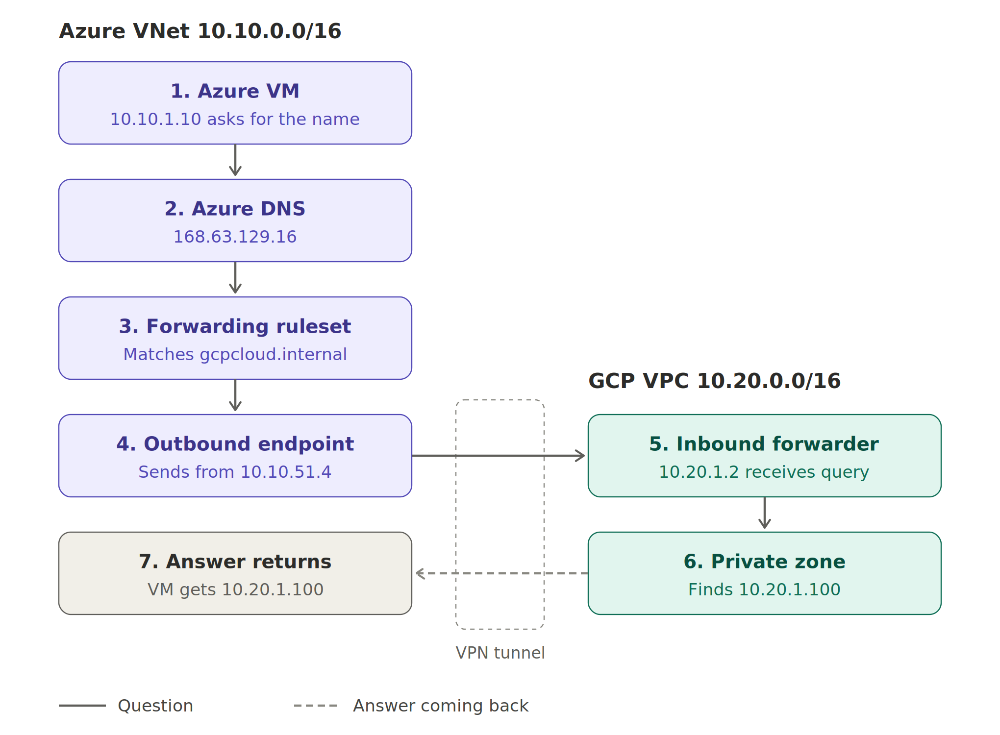 Azure VNet 10.10.0.0/16
1. Azure VM
10.10.1.10 asks for the name
2. Azure DNS
168.63.129.16
3. Forwarding ruleset
Matches gcpcloud.internal
4. Outbound endpoint
Sends from 10.10.51.4
GCP VPC 10.20.0.0/16
5. Inbound forwarder
10.20.1.2 receives query
6. Private zone
Finds 10.20.1.100
7. Answer returns
VM gets 10.20.1.100
VPN tunnel
Question
Answer coming back